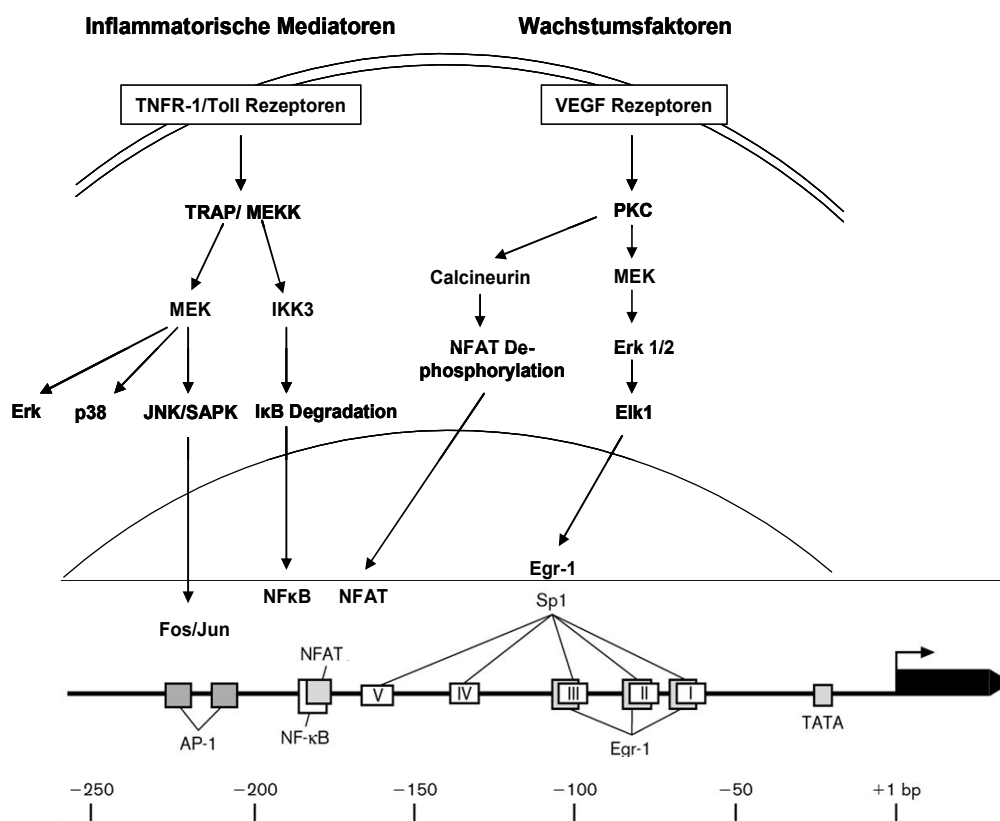 Inflammatorische Mediatoren
Wachstumsfaktoren
TNFR-1/Toll Rezeptoren
VEGF Rezeptoren
TRAP/ MEKK
PKC
Calcineurin
MEK
MEK
IKK3
NFAT De-
phosphorylation
Erk 1/2
Erk
p38
JNK/SAPK
IκB Degradation
Elk1
Egr-1
NFκB
NFAT
Sp1
Fos/Jun
NFAT
V
IV
III
II
I
AP-1
NF-κB
Egr-1
TATA
−250
−200
−150
−100
−50
+1 bp